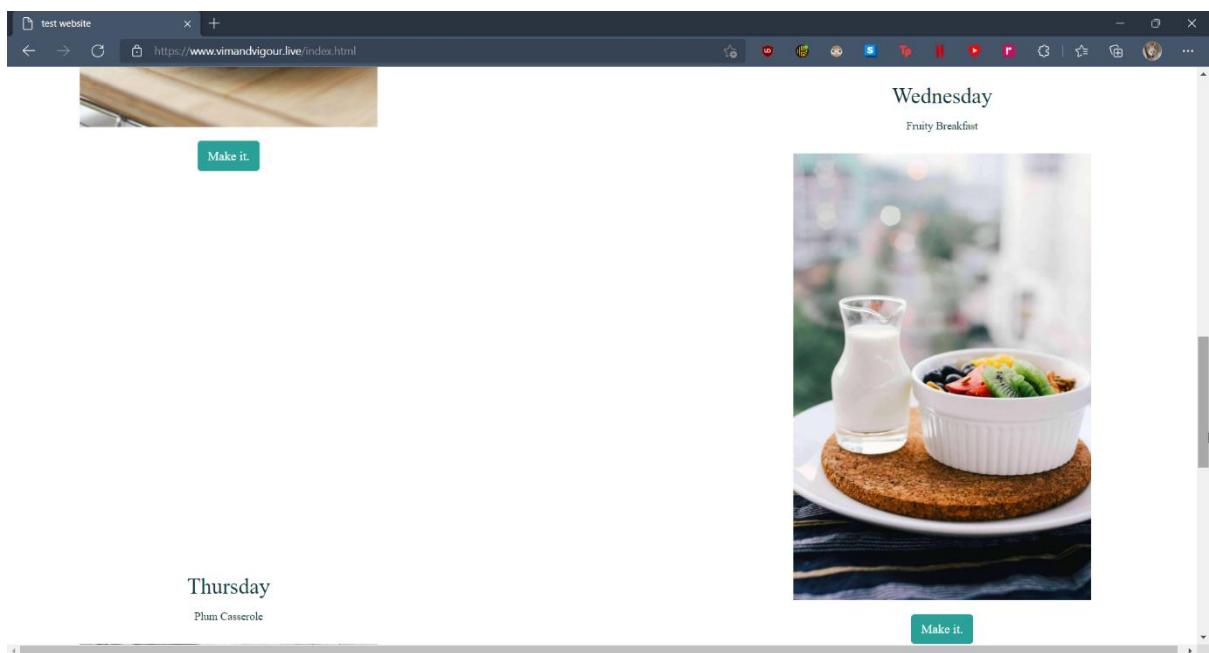 test website
https://www.vimandvigour.live/index.html
Make it.
Wednesday
Fruity Breakfast
Make it.
Thursday
Plum Casserole